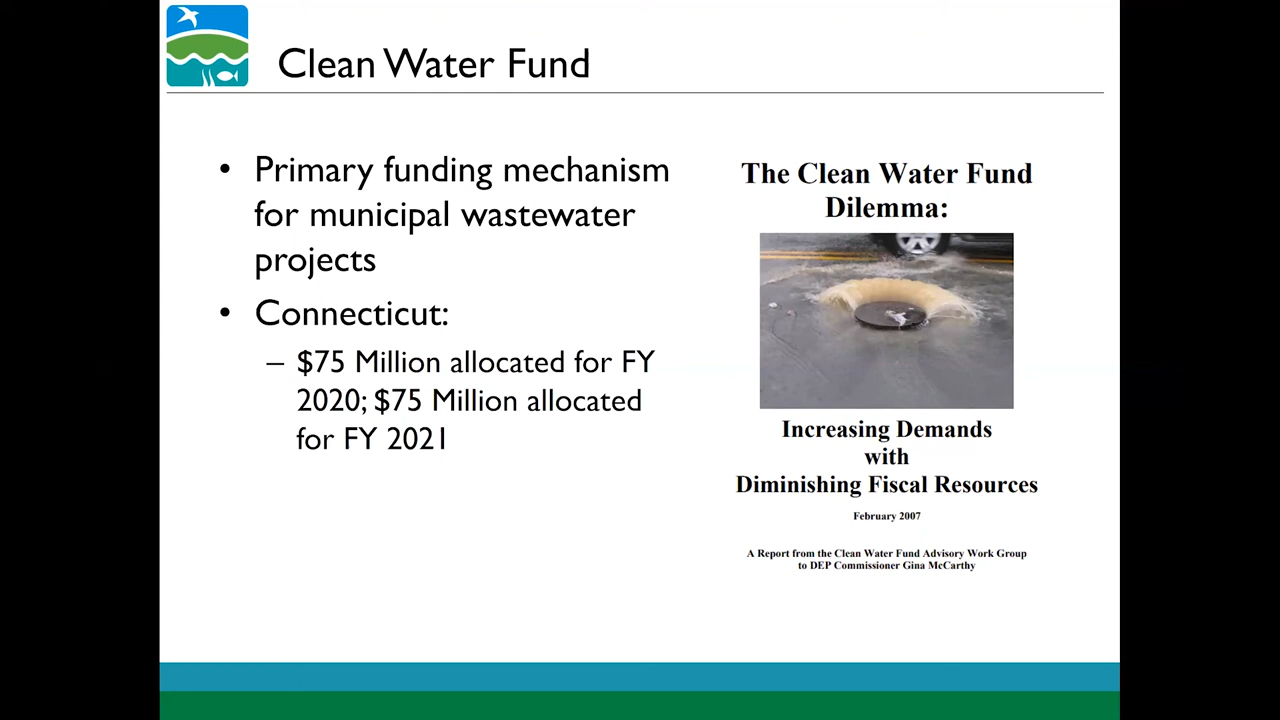 Clean Water Fund
• Primary funding mechanism
for municipal wastewater
projects
• Connecticut:
– $75 Million allocated for FY
2020; $75 Million allocated
for FY 2021
The Clean Water Fund
Dilemma:
Increasing Demands
with
Diminishing Fiscal Resources
February 2007
A Report from the Clean Water Fund Advisory Work Group
to DEP Commissioner Gina McCarthy